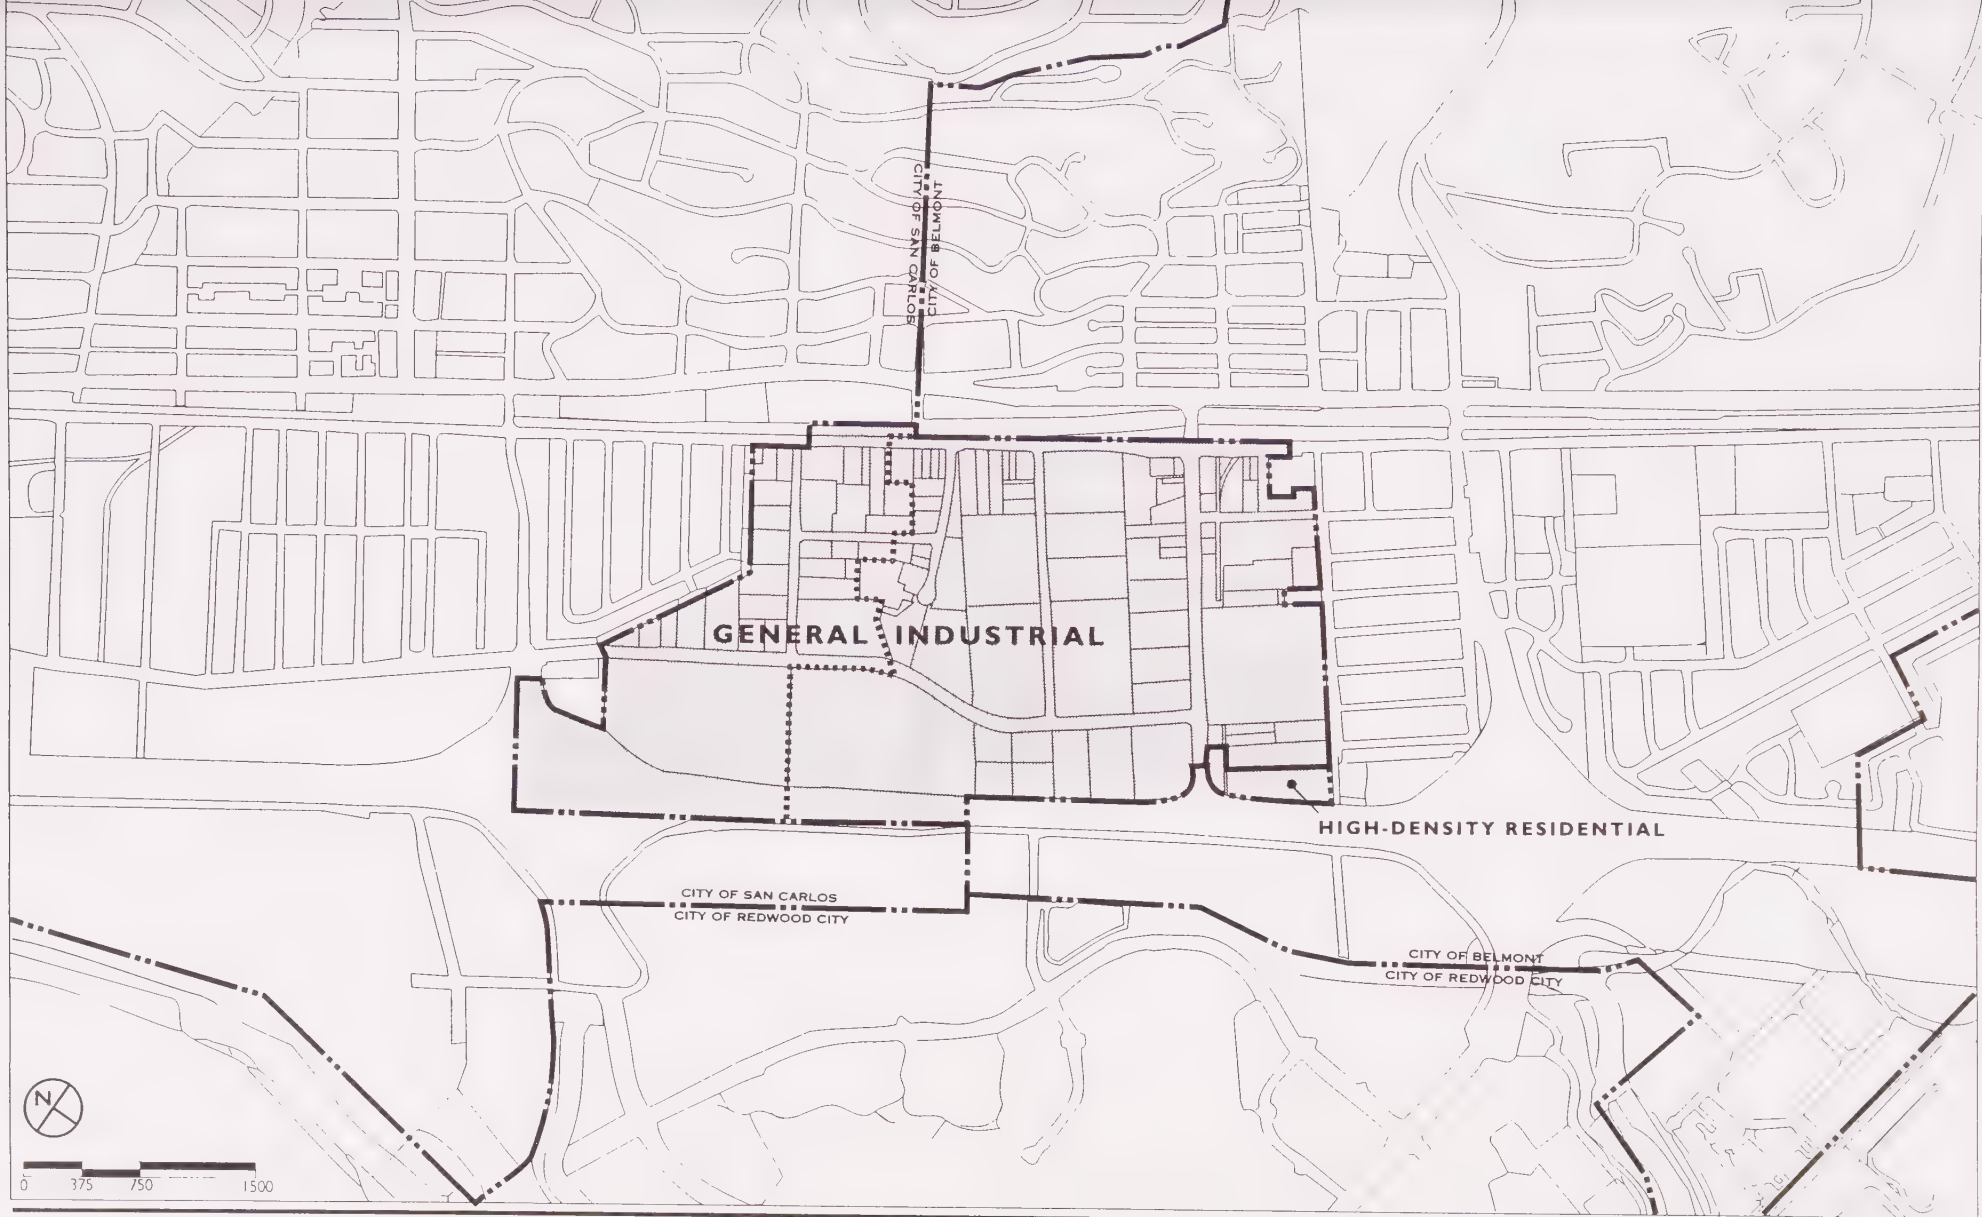 CITY OF SAN CARLOS
CITY OF BELMONT
GENERAL INDUSTRIAL
HIGH-DENSITY RESIDENTIAL
CITY OF SAN CARLOS
CITY OF REDWOOD CITY
CITY OF BELMONT
CITY OF REDWOOD CITY
N
0 375 750 1500